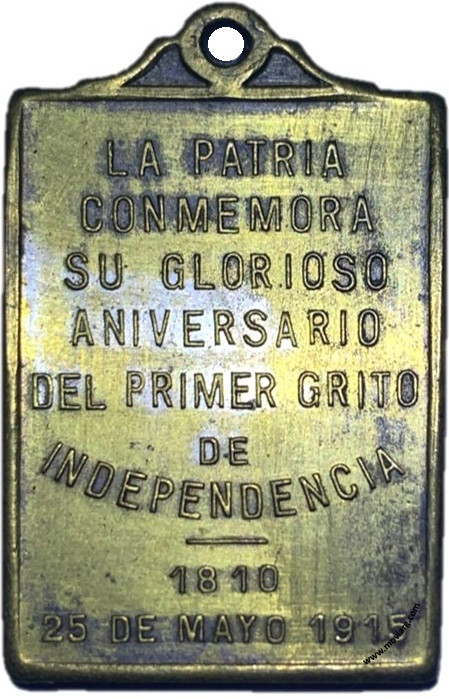 LA PATRIA
CONMEMORA
SU GLORIOSO
ANIVERSARIO
DEL PRIMER GRITO
DE
INDEPENDENCIA
1810
25 DE MAYO 1915